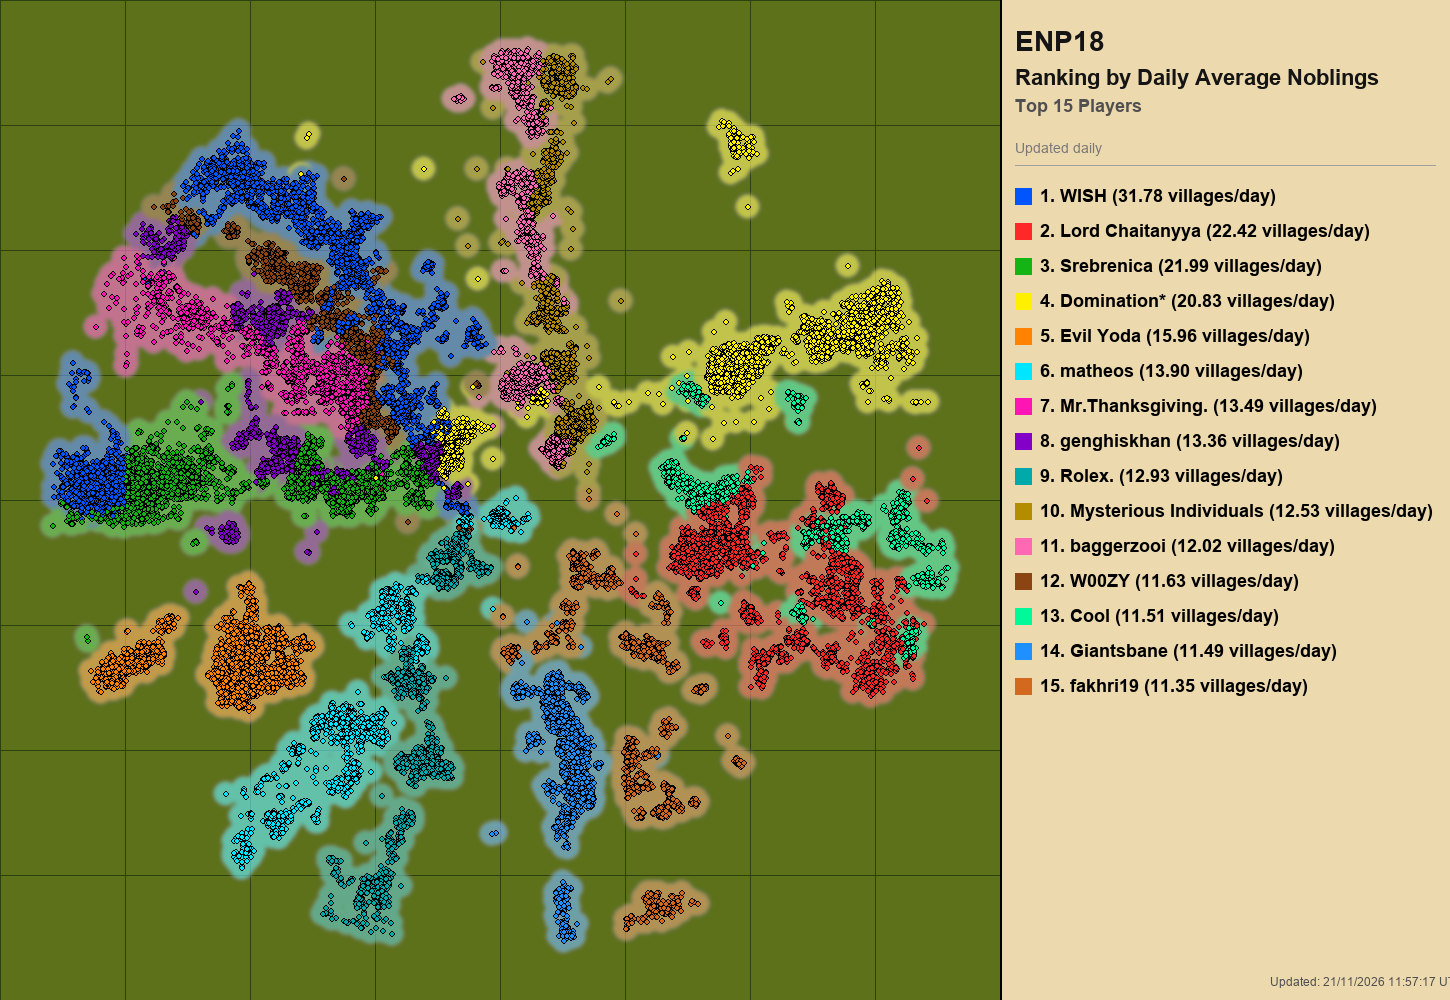 ENP18
Ranking by Daily Average Noblings
Top 15 Players
Updated daily
1. WISH (31.78 villages/day)
2. Lord Chaitanyya (22.42 villages/day)
3. Srebrenica (21.99 villages/day)
4. Domination* (20.83 villages/day)
5. Evil Yoda (15.96 villages/day)
6. matheos (13.90 villages/day)
7. Mr.Thanksgiving. (13.49 villages/day)
8. genghiskhan (13.36 villages/day)
9. Rolex. (12.93 villages/day)
10. Mysterious Individuals (12.53 villages/day)
11. baggerzooi (12.02 villages/day)
12. W00ZY (11.63 villages/day)
13. Cool (11.51 villages/day)
14. Giantsbane (11.49 villages/day)
15. fakhri19 (11.35 villages/day)
Updated: 21/11/2026 11:57:17